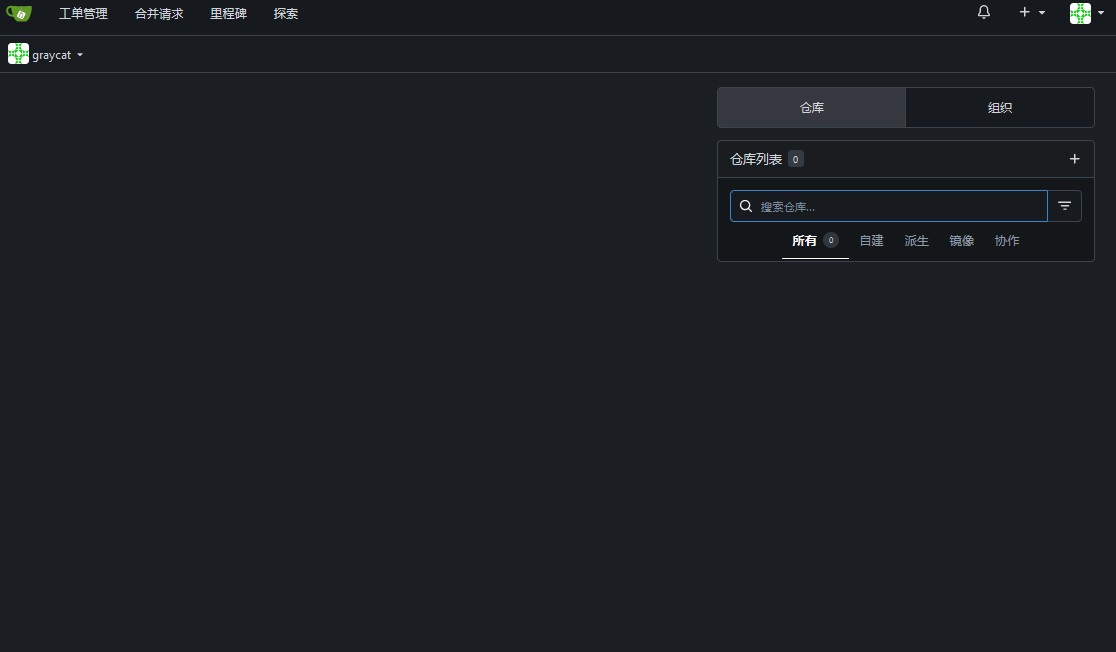 工单管理 合并请求 里程碑 探索
graycat
仓库 组织
仓库列表 0
搜索仓库...
所有 0 自建 派生 镜像 协作